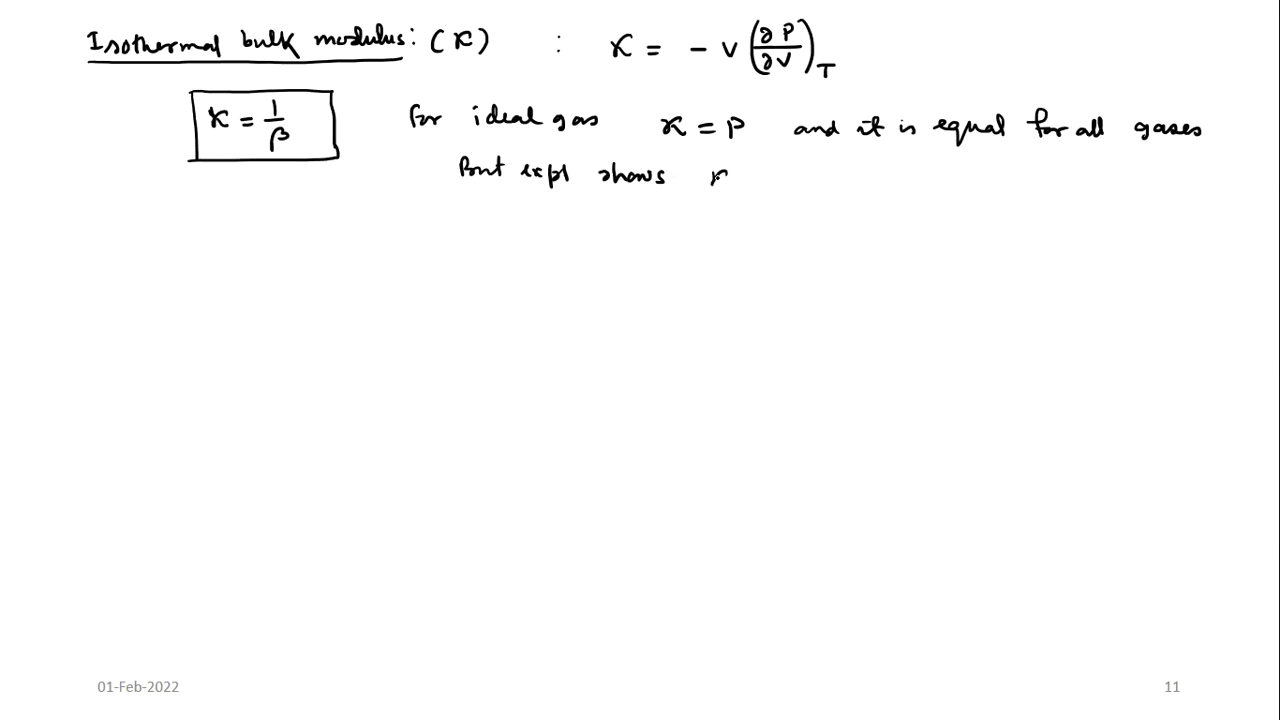 Isothermal bulk modulus: (K) : K = - V (∂P/∂V)_T
K = 1/β for ideal gas K = P and it is equal for all gases
But expt shows K
01-Feb-2022 11